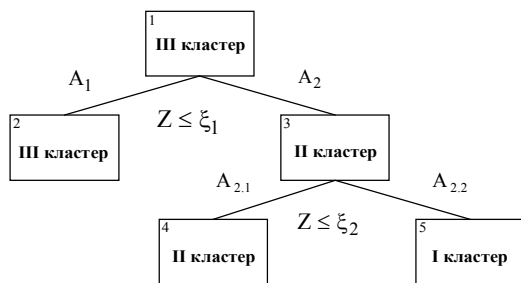 1
III кластер
A₁
A₂
Z ≤ ξ₁
2
III кластер
3
II кластер
A₂.₁
A₂.₂
Z ≤ ξ₂
4
II кластер
5
I кластер